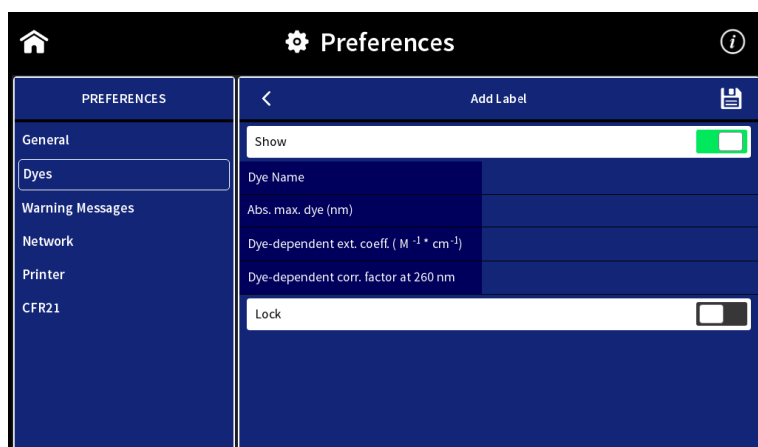 Preferences
i
PREFERENCES
Add Label
General
Show
Dyes
Dye Name
Warning Messages
Abs. max. dye (nm)
Network
Dye-dependent ext. coeff. ( M ⁻¹ * cm⁻¹)
Printer
Dye-dependent corr. factor at 260 nm
CFR21
Lock